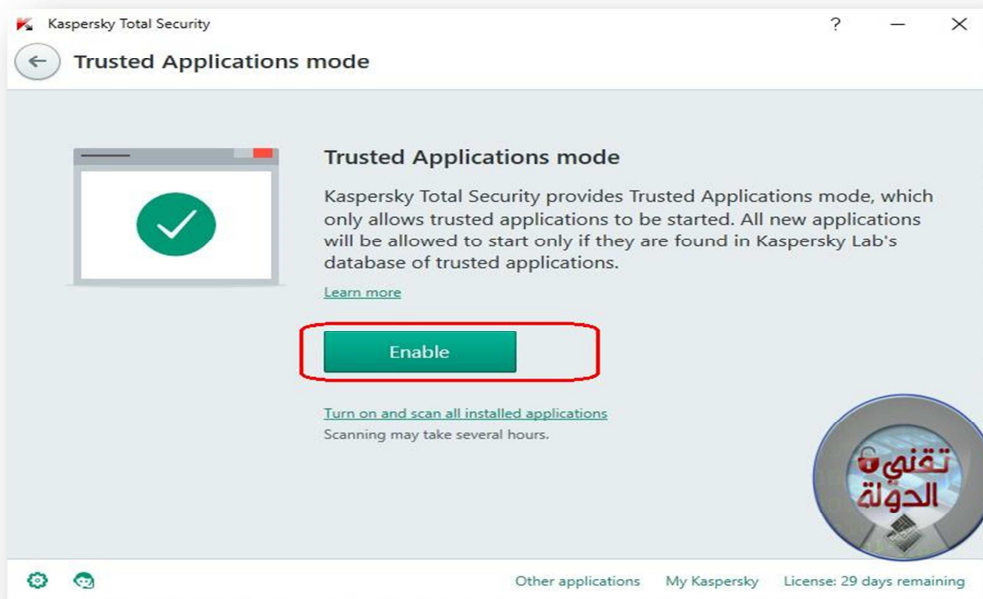 Kaspersky Total Security
?
Trusted Applications mode
Trusted Applications mode
Kaspersky Total Security provides Trusted Applications mode, which
only allows trusted applications to be started. All new applications
will be allowed to start only if they are found in Kaspersky Lab's
database of trusted applications.
Learn more
Enable
Turn on and scan all installed applications
Scanning may take several hours.
تقني
الدولة
Other applications
My Kaspersky
License: 29 days remaining